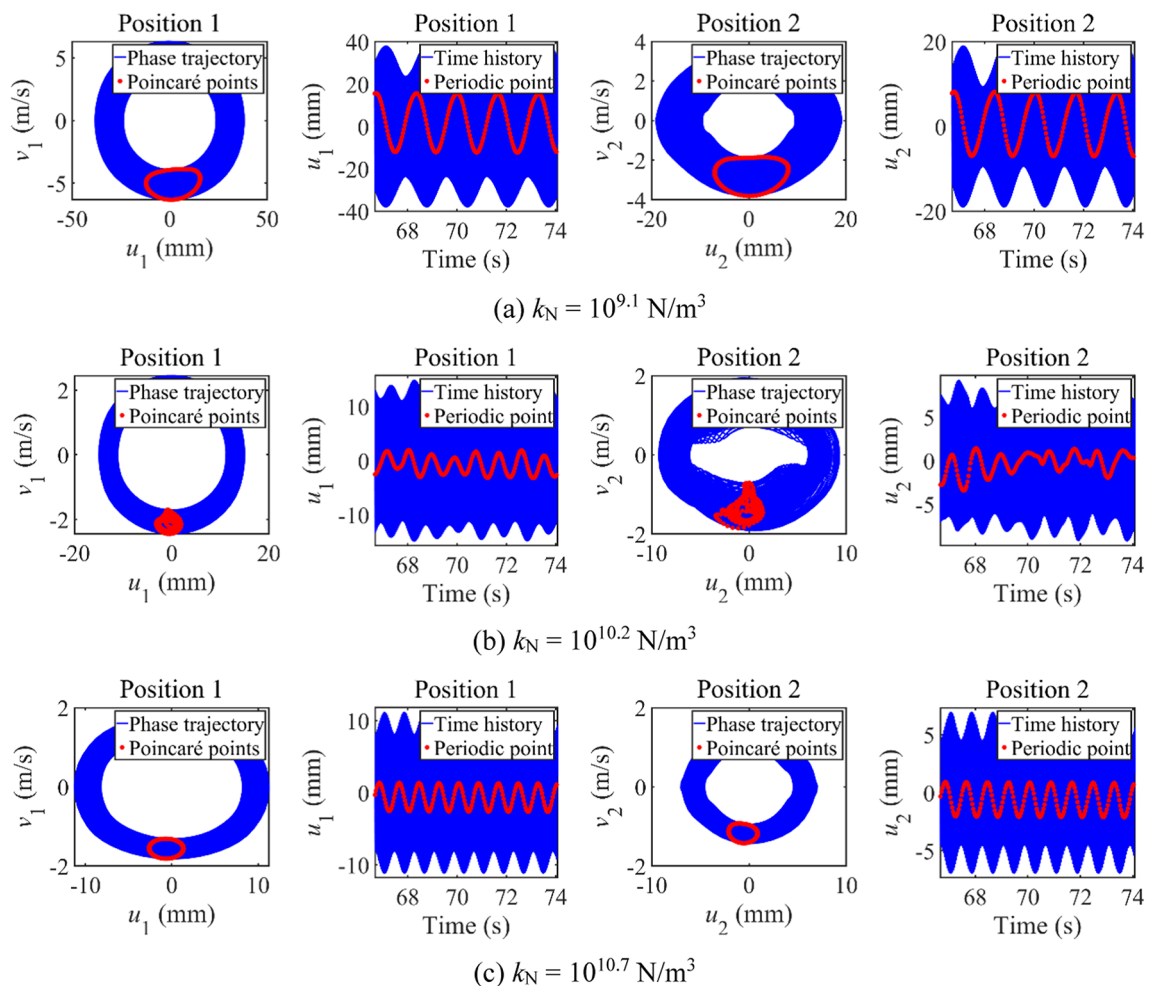 Position 1
Position 1
Position 2
Position 2
Phase trajectory
Poincaré points
Time history
Periodic point
Phase trajectory
Poincaré points
Time history
Periodic point
v1 (m/s)
5
0
-5
u1 (mm)
40
20
0
-20
-40
v2 (m/s)
4
2
0
-2
-4
u2 (mm)
20
10
0
-10
-20
-50 0 50
68 70 72 74
-20 0 20
68 70 72 74
u1 (mm)
Time (s)
u2 (mm)
Time (s)
(a) kN = 10^9.1 N/m^3
Position 1
Position 1
Position 2
Position 2
Phase trajectory
Poincaré points
Time history
Periodic point
Phase trajectory
Poincaré points
Time history
Periodic point
v1 (m/s)
2
0
-2
u1 (mm)
10
0
-10
v2 (m/s)
2
0
-2
u2 (mm)
5
0
-5
-20 0 20
68 70 72 74
-10 0 10
68 70 72 74
u1 (mm)
Time (s)
u2 (mm)
Time (s)
(b) kN = 10^10.2 N/m^3
Position 1
Position 1
Position 2
Position 2
Phase trajectory
Poincaré points
Time history
Periodic point
Phase trajectory
Poincaré points
Time history
Periodic point
v1 (m/s)
2
0
-2
u1 (mm)
10
0
-10
v2 (m/s)
2
0
-2
u2 (mm)
5
0
-5
-10 0 10
68 70 72 74
-10 0 10
68 70 72 74
u1 (mm)
Time (s)
u2 (mm)
Time (s)
(c) kN = 10^10.7 N/m^3